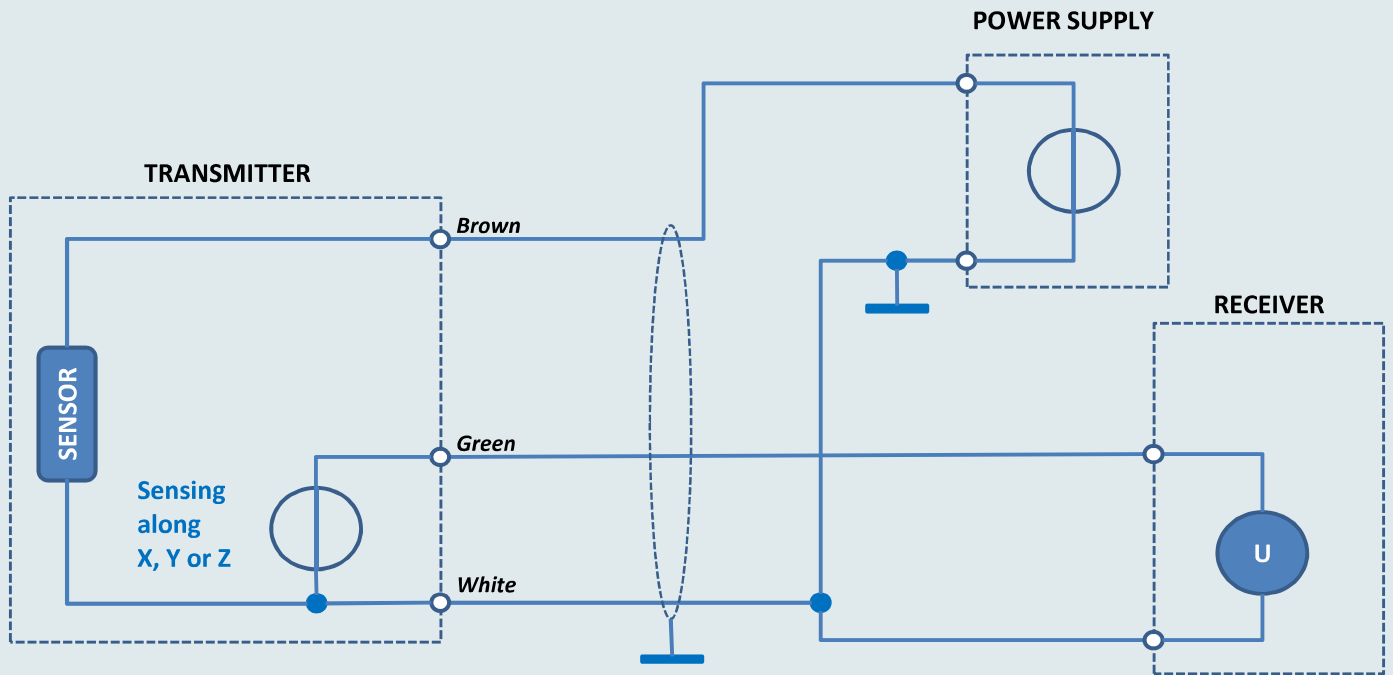 POWER SUPPLY
TRANSMITTER
Brown
RECEIVER
SENSOR
Green
Sensing
along
X, Y or Z
U
White